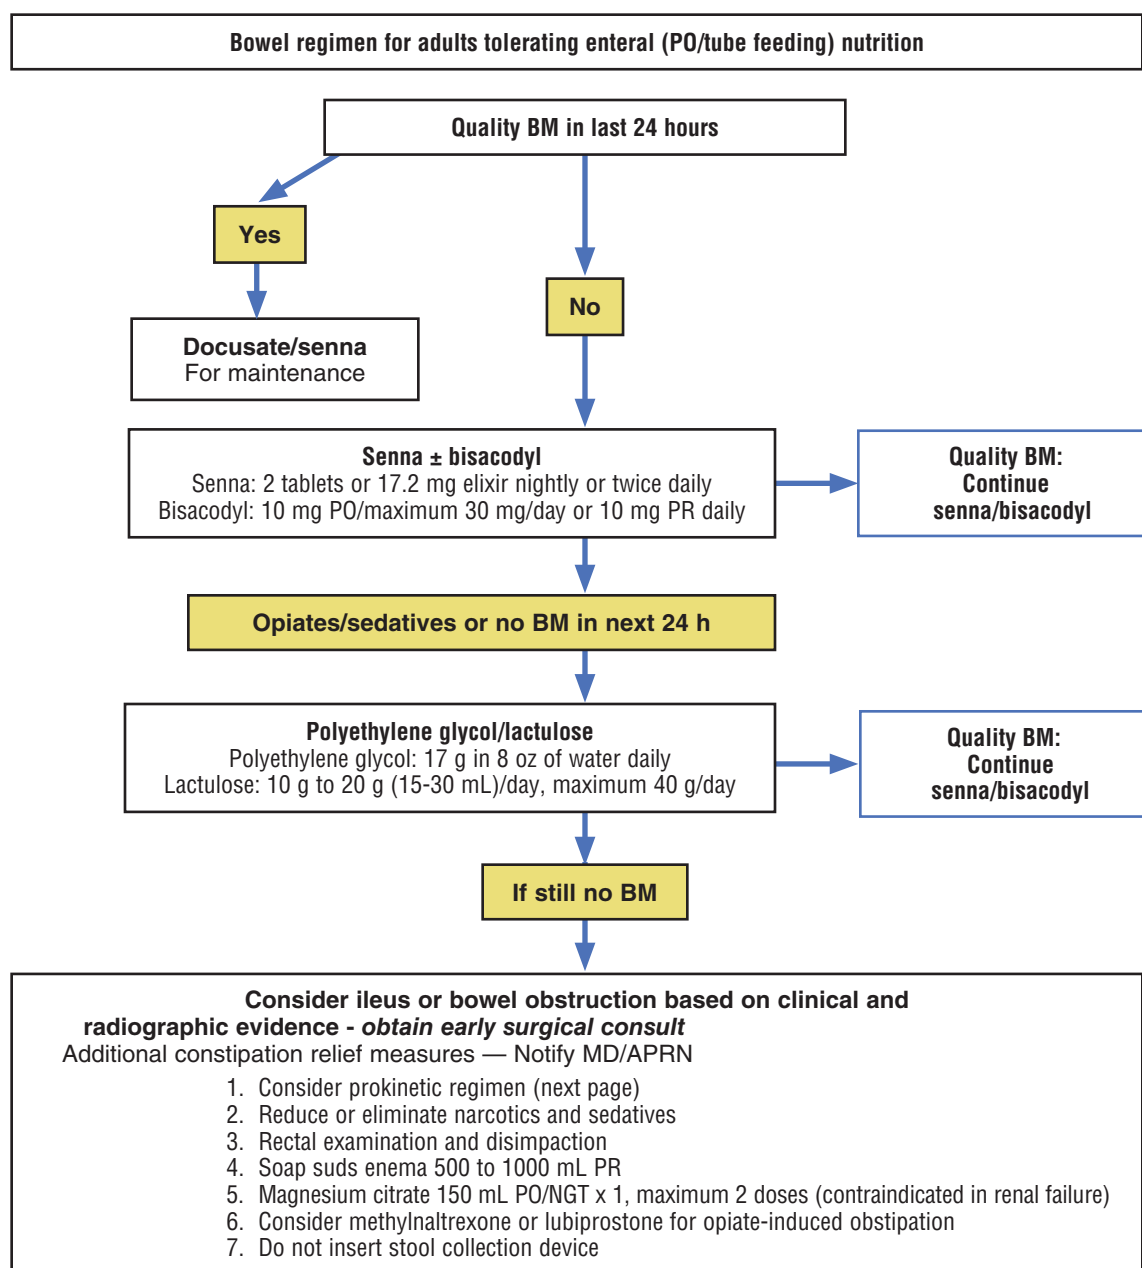 Bowel regimen for adults tolerating enteral (PO/tube feeding) nutrition
Quality BM in last 24 hours
Yes
No
Docusate/senna
For maintenance
Senna ± bisacodyl
Senna: 2 tablets or 17.2 mg elixir nightly or twice daily
Bisacodyl: 10 mg PO/maximum 30 mg/day or 10 mg PR daily
Quality BM:
Continue
senna/bisacodyl
Opiates/sedatives or no BM in next 24 h
Polyethylene glycol/lactulose
Polyethylene glycol: 17 g in 8 oz of water daily
Lactulose: 10 g to 20 g (15-30 mL)/day, maximum 40 g/day
Quality BM:
Continue
senna/bisacodyl
If still no BM
Consider ileus or bowel obstruction based on clinical and
radiographic evidence - obtain early surgical consult
Additional constipation relief measures — Notify MD/APRN
1. Consider prokinetic regimen (next page)
2. Reduce or eliminate narcotics and sedatives
3. Rectal examination and disimpaction
4. Soap suds enema 500 to 1000 mL PR
5. Magnesium citrate 150 mL PO/NGT x 1, maximum 2 doses (contraindicated in renal failure)
6. Consider methylnaltrexone or lubiprostone for opiate-induced obstipation
7. Do not insert stool collection device